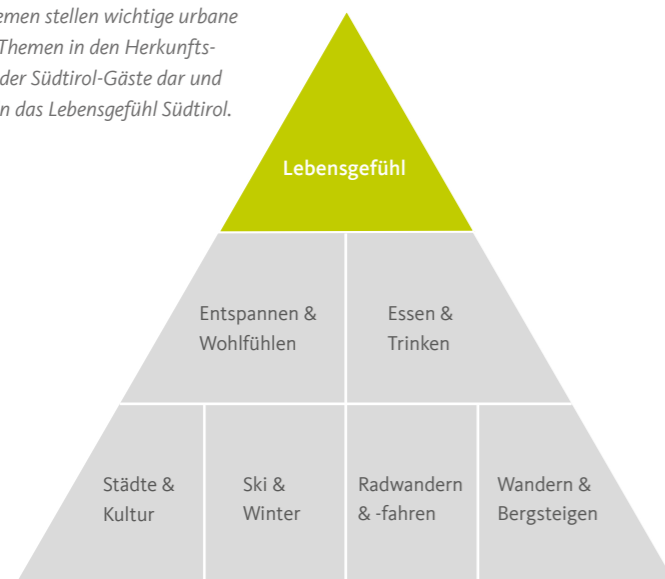 stellen wichtige urbane
Themen in den Herkunfts-
der Südtirol-Gäste dar und
das Lebensgefühl Südtirol.
Lebensgefühl
Entspannen &
Wohlfühlen
Essen &
Trinken
Städte &
Kultur
Ski &
Winter
Radwandern
& -fahren
Wandern &
Bergsteigen